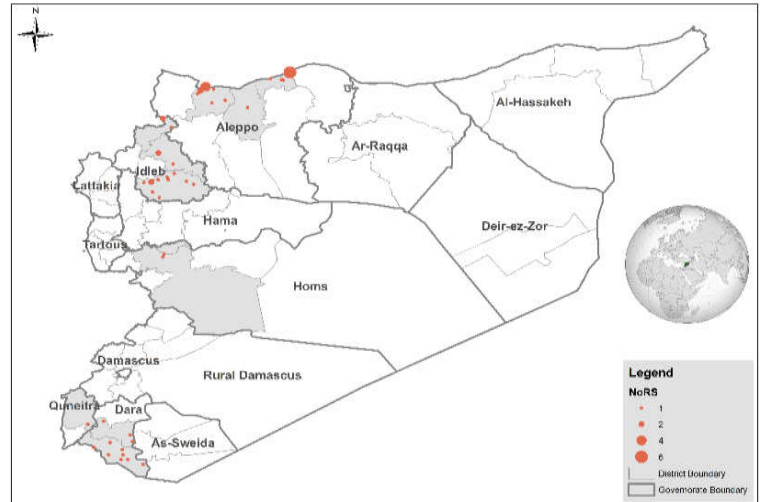 N
Al-Hassakeh
Aleppo
Ar-Raqqa
Idleb
Lattakia
Hama
Deir-ez-Zor
Tartous
Homs
Damascus
Rural Damascus
Quneitra
Dara
As-Sweida
Legend
NoRS
1
2
4
6
District Boundary
Governorate Boundary